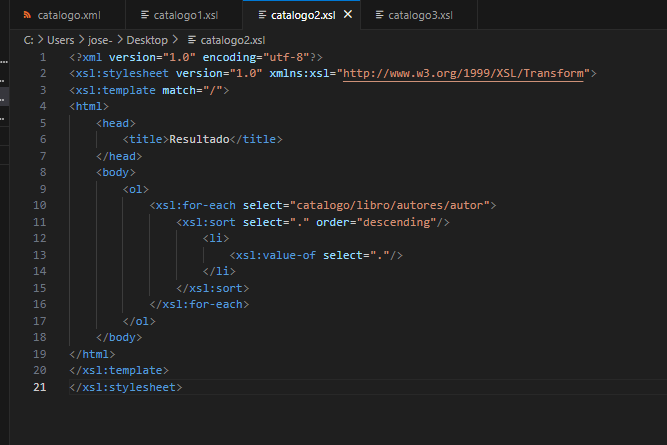 catalogo.xml catalogo1.xsl catalogo2.xsl catalogo3.xsl
C: > Users > jose- > Desktop > catalogo2.xsl
1 <?xml version="1.0" encoding="utf-8"?>
2 <xsl:stylesheet version="1.0" xmlns:xsl="http://www.w3.org/1999/XSL/Transform">
3 <xsl:template match="/">
4 <html>
5 <head>
6 <title>Resultado</title>
7 </head>
8 <body>
9 <ol>
10 <xsl:for-each select="catalogo/libro/autores/autor">
11 <xsl:sort select="." order="descending"/>
12 <li>
13 <xsl:value-of select="."/>
14 </li>
15 </xsl:sort>
16 </xsl:for-each>
17 </ol>
18 </body>
19 </html>
20 </xsl:template>
21 </xsl:stylesheet>